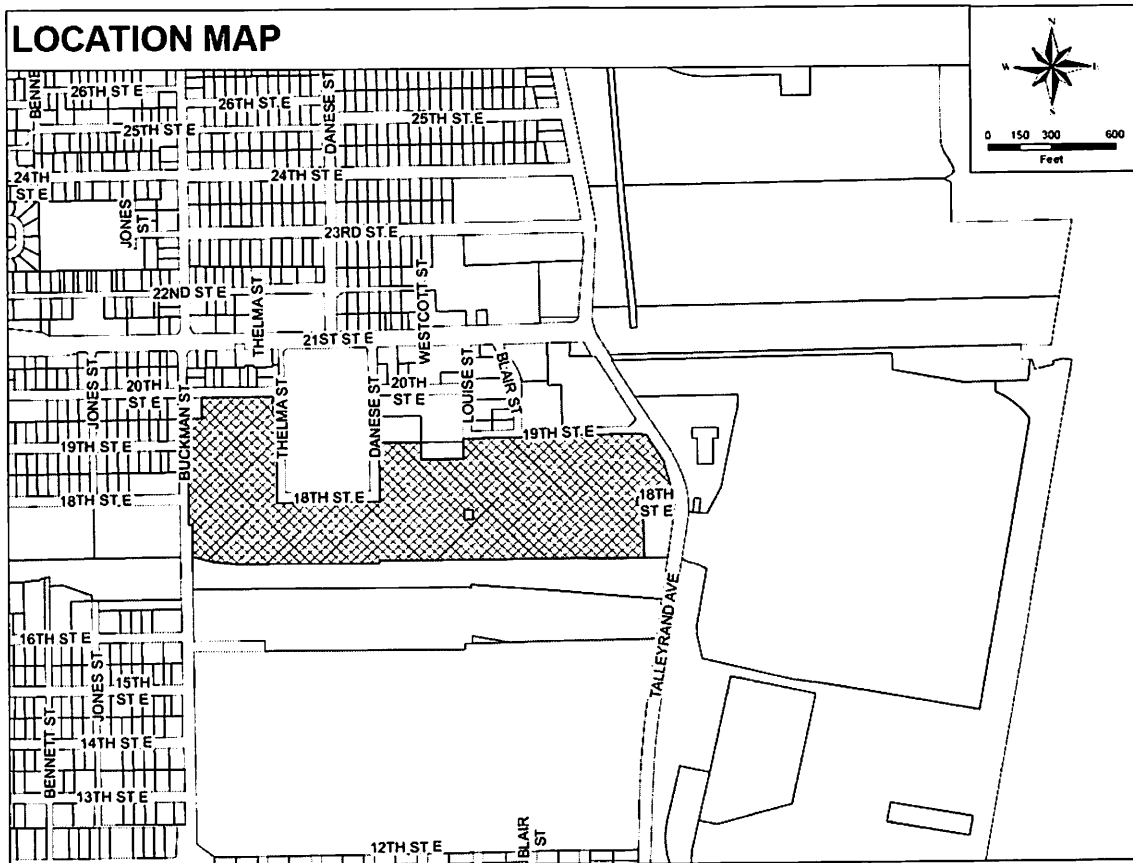 LOCATION MAP
N
W
E
S
0 150 300 600
Feet
BENNE
26TH ST E
26TH ST E
DANESE ST
25TH ST E
25TH ST E
24TH
ST E
24TH ST E
JONES
ST
23RD ST E
22ND ST E
THELMA ST
WESTCOTT ST
21ST ST E
JONES ST
20TH
ST E
BUCKMAN ST
THELMA ST
DANESE ST
20TH
ST E
LOUISE ST
BLAIR ST
19TH ST E
19TH ST E
18TH ST E
18TH ST E
18TH
ST E
TALLEYRAND AVE
16TH ST E
JONES ST
15TH
ST E
BENNETT ST
14TH ST E
13TH ST E
12TH ST E
BLAIR
ST